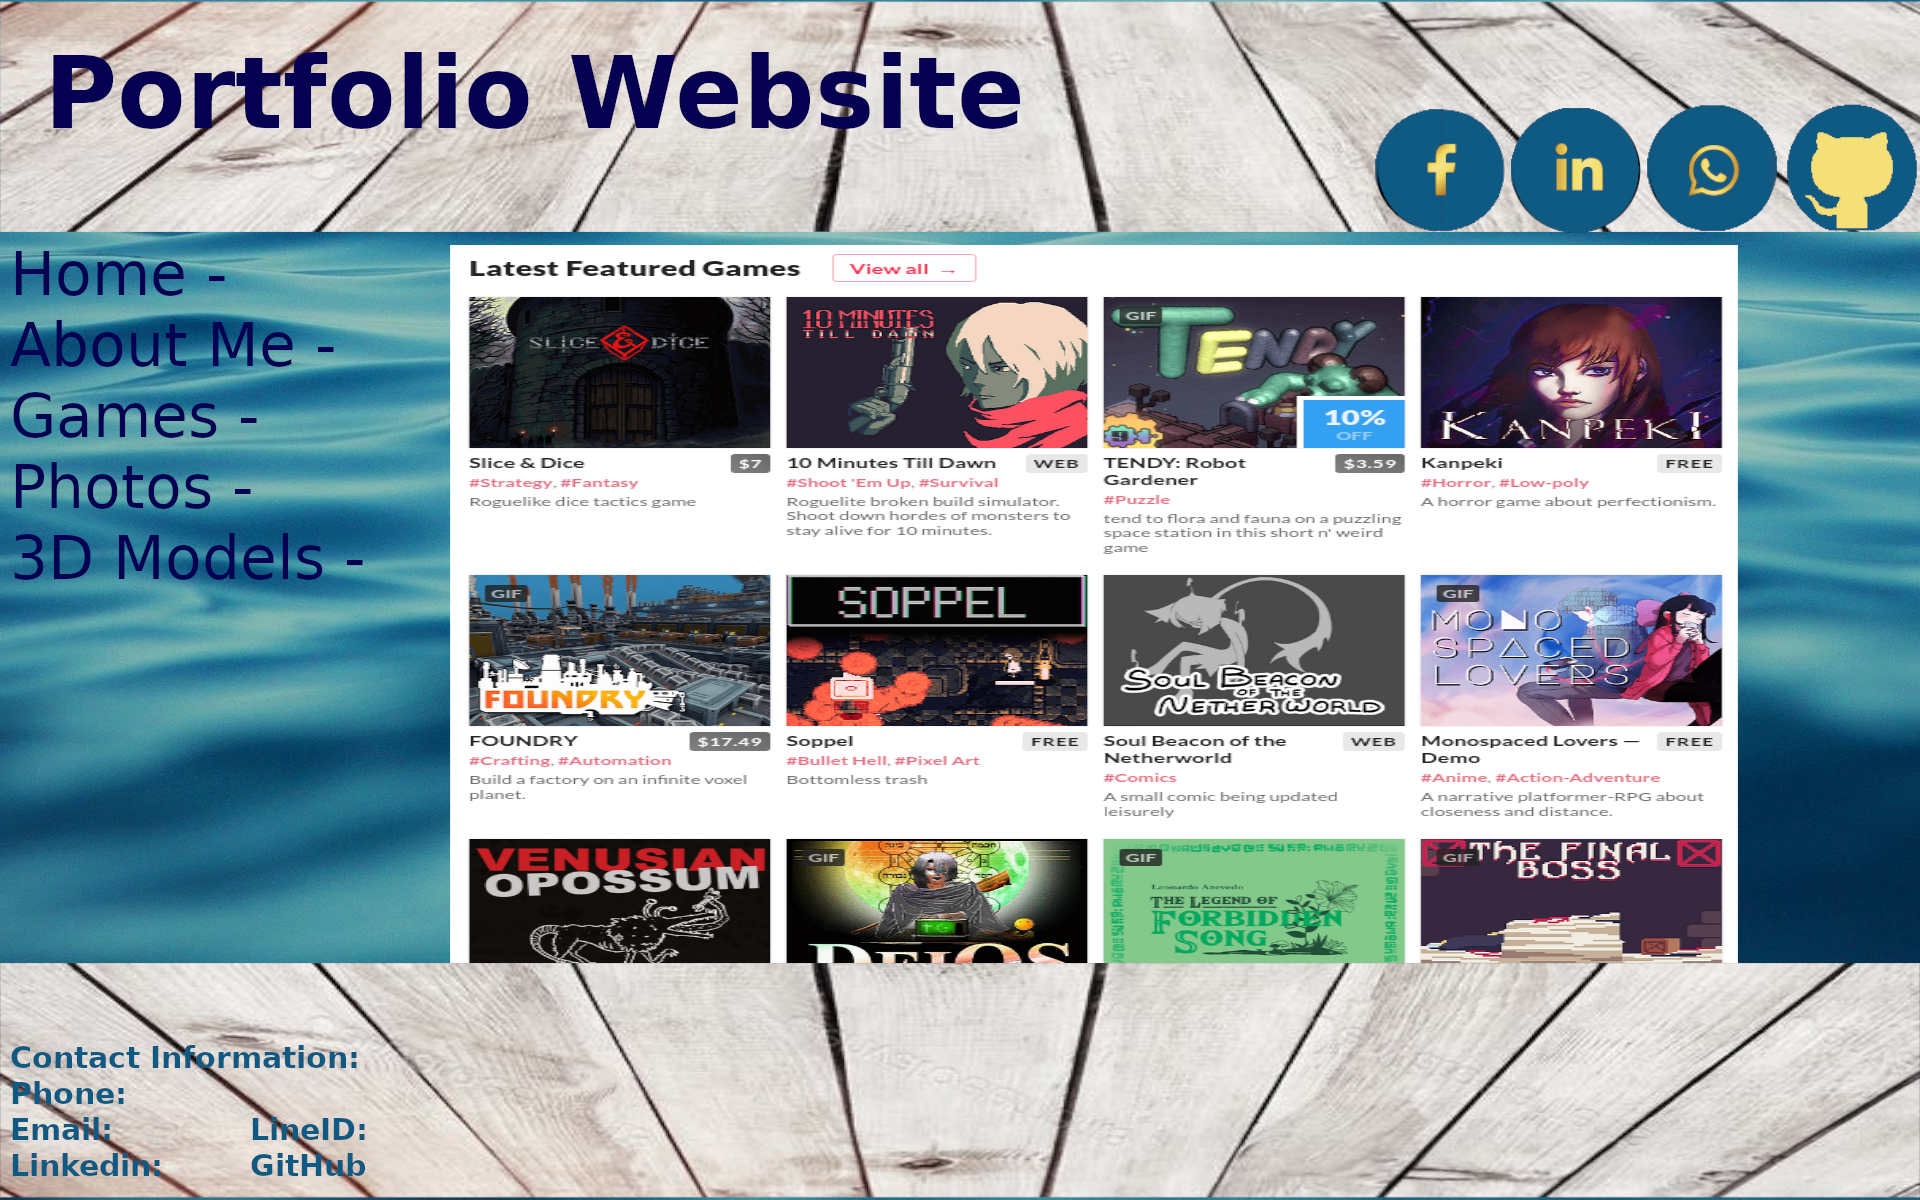 Portfolio Website
f in
Home -
About Me -
Games -
Photos -
3D Models -
Latest Featured Games View all →
SLICE & DICE
10 MINUTES
TILL DAWN
GIF
TENDY
10%
OFF
KANPEKI
Slice & Dice $7
#Strategy, #Fantasy
Roguelike dice tactics game
10 Minutes Till Dawn WEB
#Shoot 'Em Up, #Survival
Roguelite broken build simulator.
Shoot down hordes of monsters to
stay alive for 10 minutes.
TENDY: Robot $3.59
Gardener
#Puzzle
tend to flora and fauna on a puzzling
space station in this short n' weird
game
Kanpeki FREE
#Horror, #Low-poly
A horror game about perfectionism.
GIF
FOUNDRY
SOPPEL
SOUL BEACON
OF THE
NETHERWORLD
GIF
MONO
SPACED
LOVERS
FOUNDRY $17.49
#Crafting, #Automation
Build a factory on an infinite voxel
planet.
Soppel FREE
#Bullet Hell, #Pixel Art
Bottomless trash
Soul Beacon of the WEB
Netherworld
#Comics
A small comic being updated
leisurely
Monospaced Lovers — FREE
Demo
#Anime, #Action-Adventure
A narrative platformer-RPG about
closeness and distance.
VENUSIAN
OPOSSUM
GIF
DEIOS
GIF
Leonardo Azevedo
THE LEGEND OF
FORBIDDEN
SONG
GIF
THE FINAL
BOSS
Contact Information:
Phone:
Email: LineID:
Linkedin: GitHub